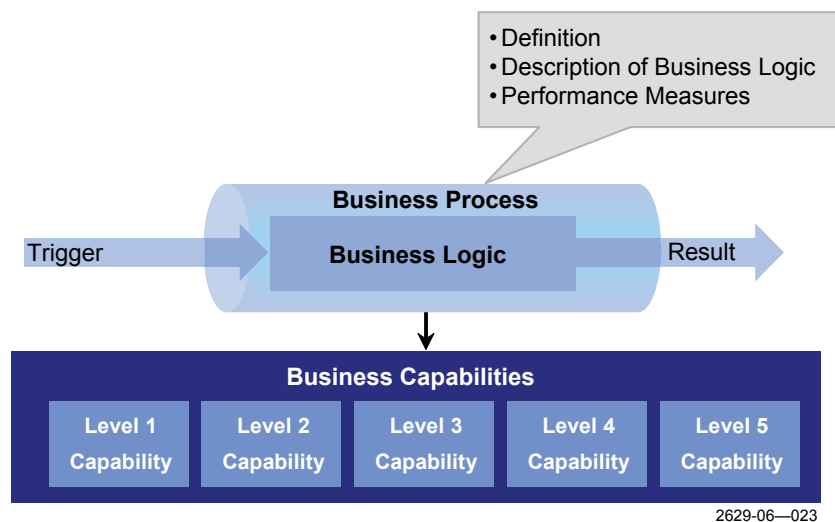 • Definition
• Description of Business Logic
• Performance Measures
Business Process
Trigger
Business Logic
Result
Business Capabilities
Level 1
Capability
Level 2
Capability
Level 3
Capability
Level 4
Capability
Level 5
Capability
2629-06—023